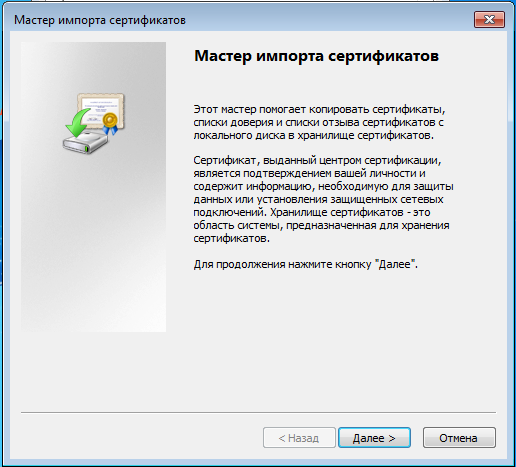 Мастер импорта сертификатов
Мастер импорта сертификатов
Этот мастер помогает копировать сертификаты,
списки доверия и списки отзыва сертификатов с
локального диска в хранилище сертификатов.
Сертификат, выданный центром сертификации,
является подтверждением вашей личности и
содержит информацию, необходимую для защиты
данных или установления защищенных сетевых
подключений. Хранилище сертификатов - это
область системы, предназначенная для хранения
сертификатов.
Для продолжения нажмите кнопку "Далее".
< Назад
Далее >
Отмена